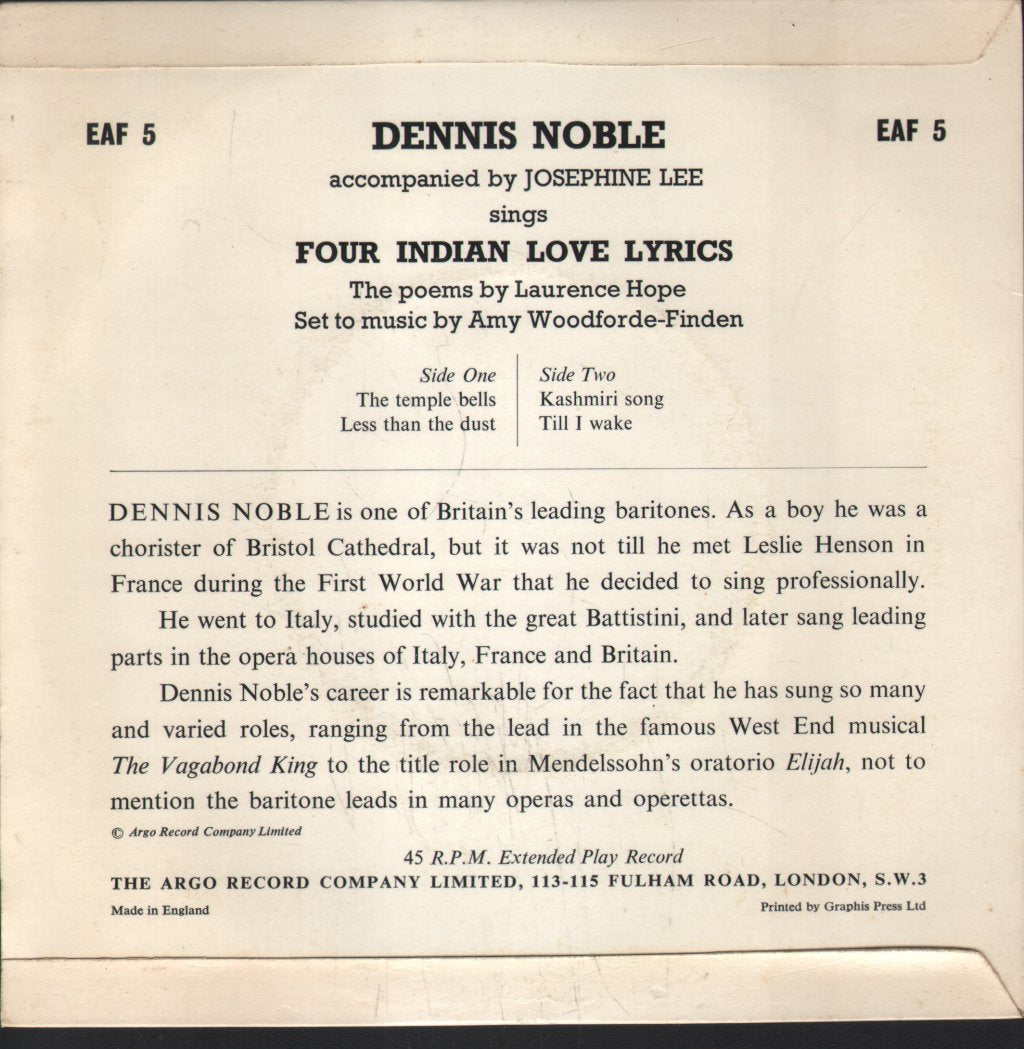 EAF 5
DENNIS NOBLE
EAF 5
accompanied by JOSEPHINE LEE
sings
FOUR INDIAN LOVE LYRICS
The poems by Laurence Hope
Set to music by Amy Woodforde-Finden
Side One
The temple bells
Less than the dust
Side Two
Kashmiri song
Till I wake
DENNIS NOBLE is one of Britain's leading baritones. As a boy he was a
chorister of Bristol Cathedral, but it was not till he met Leslie Henson in
France during the First World War that he decided to sing professionally.
He went to Italy, studied with the great Battistini, and later sang leading
parts in the opera houses of Italy, France and Britain.
Dennis Noble's career is remarkable for the fact that he has sung so many
and varied roles, ranging from the lead in the famous West End musical
The Vagabond King to the title role in Mendelssohn's oratorio Elijah, not to
mention the baritone leads in many operas and operettas.
© Argo Record Company Limited
45 R.P.M. Extended Play Record
THE ARGO RECORD COMPANY LIMITED, 113-115 FULHAM ROAD, LONDON, S.W.3
Made in England
Printed by Graphis Press Ltd